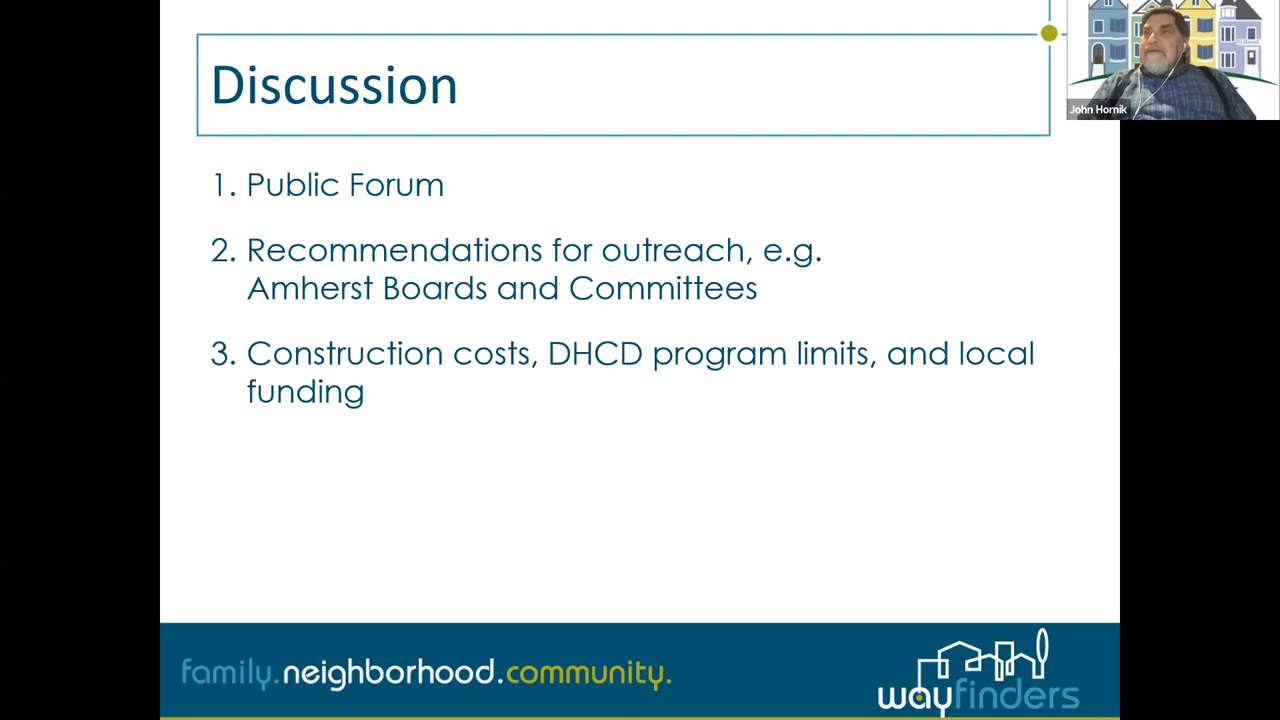 Discussion
John Hornik
1. Public Forum
2. Recommendations for outreach, e.g.
Amherst Boards and Committees
3. Construction costs, DHCD program limits, and local
funding
family.neighborhood.community.
wayfinders